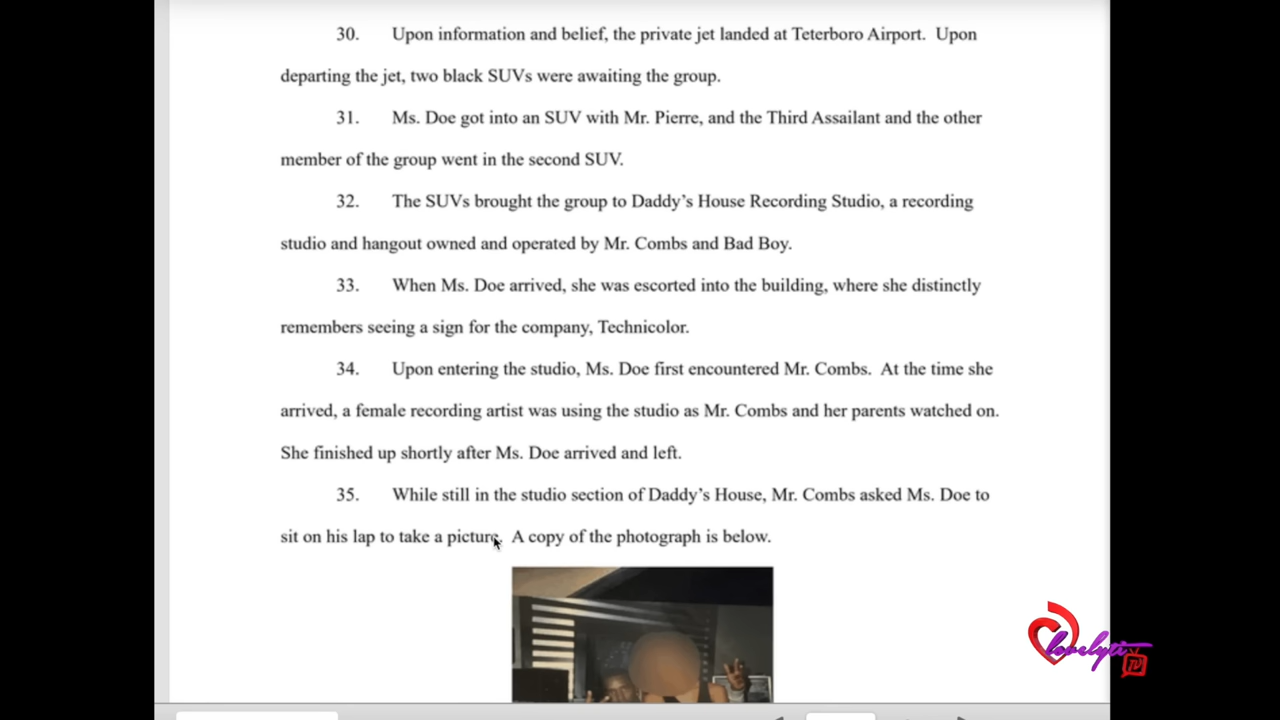 30. Upon information and belief, the private jet landed at Teterboro Airport. Upon
departing the jet, two black SUVs were awaiting the group.
31. Ms. Doe got into an SUV with Mr. Pierre, and the Third Assailant and the other
member of the group went in the second SUV.
32. The SUVs brought the group to Daddy’s House Recording Studio, a recording
studio and hangout owned and operated by Mr. Combs and Bad Boy.
33. When Ms. Doe arrived, she was escorted into the building, where she distinctly
remembers seeing a sign for the company, Technicolor.
34. Upon entering the studio, Ms. Doe first encountered Mr. Combs. At the time she
arrived, a female recording artist was using the studio as Mr. Combs and her parents watched on.
She finished up shortly after Ms. Doe arrived and left.
35. While still in the studio section of Daddy’s House, Mr. Combs asked Ms. Doe to
sit on his lap to take a picture. A copy of the photograph is below.
lovelyti
TV